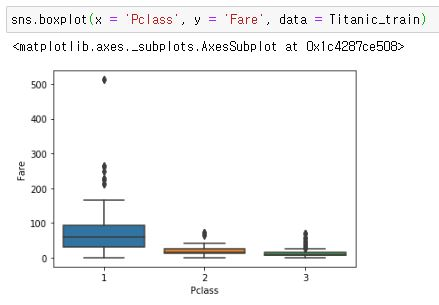 sns.boxplot(x = 'Pclass', y = 'Fare', data = Titanic_train)
<matplotlib.axes._subplots.AxesSubplot at 0x1c4287ce508>
500
400
300
200
100
0
Fare
1 2 3
Pclass